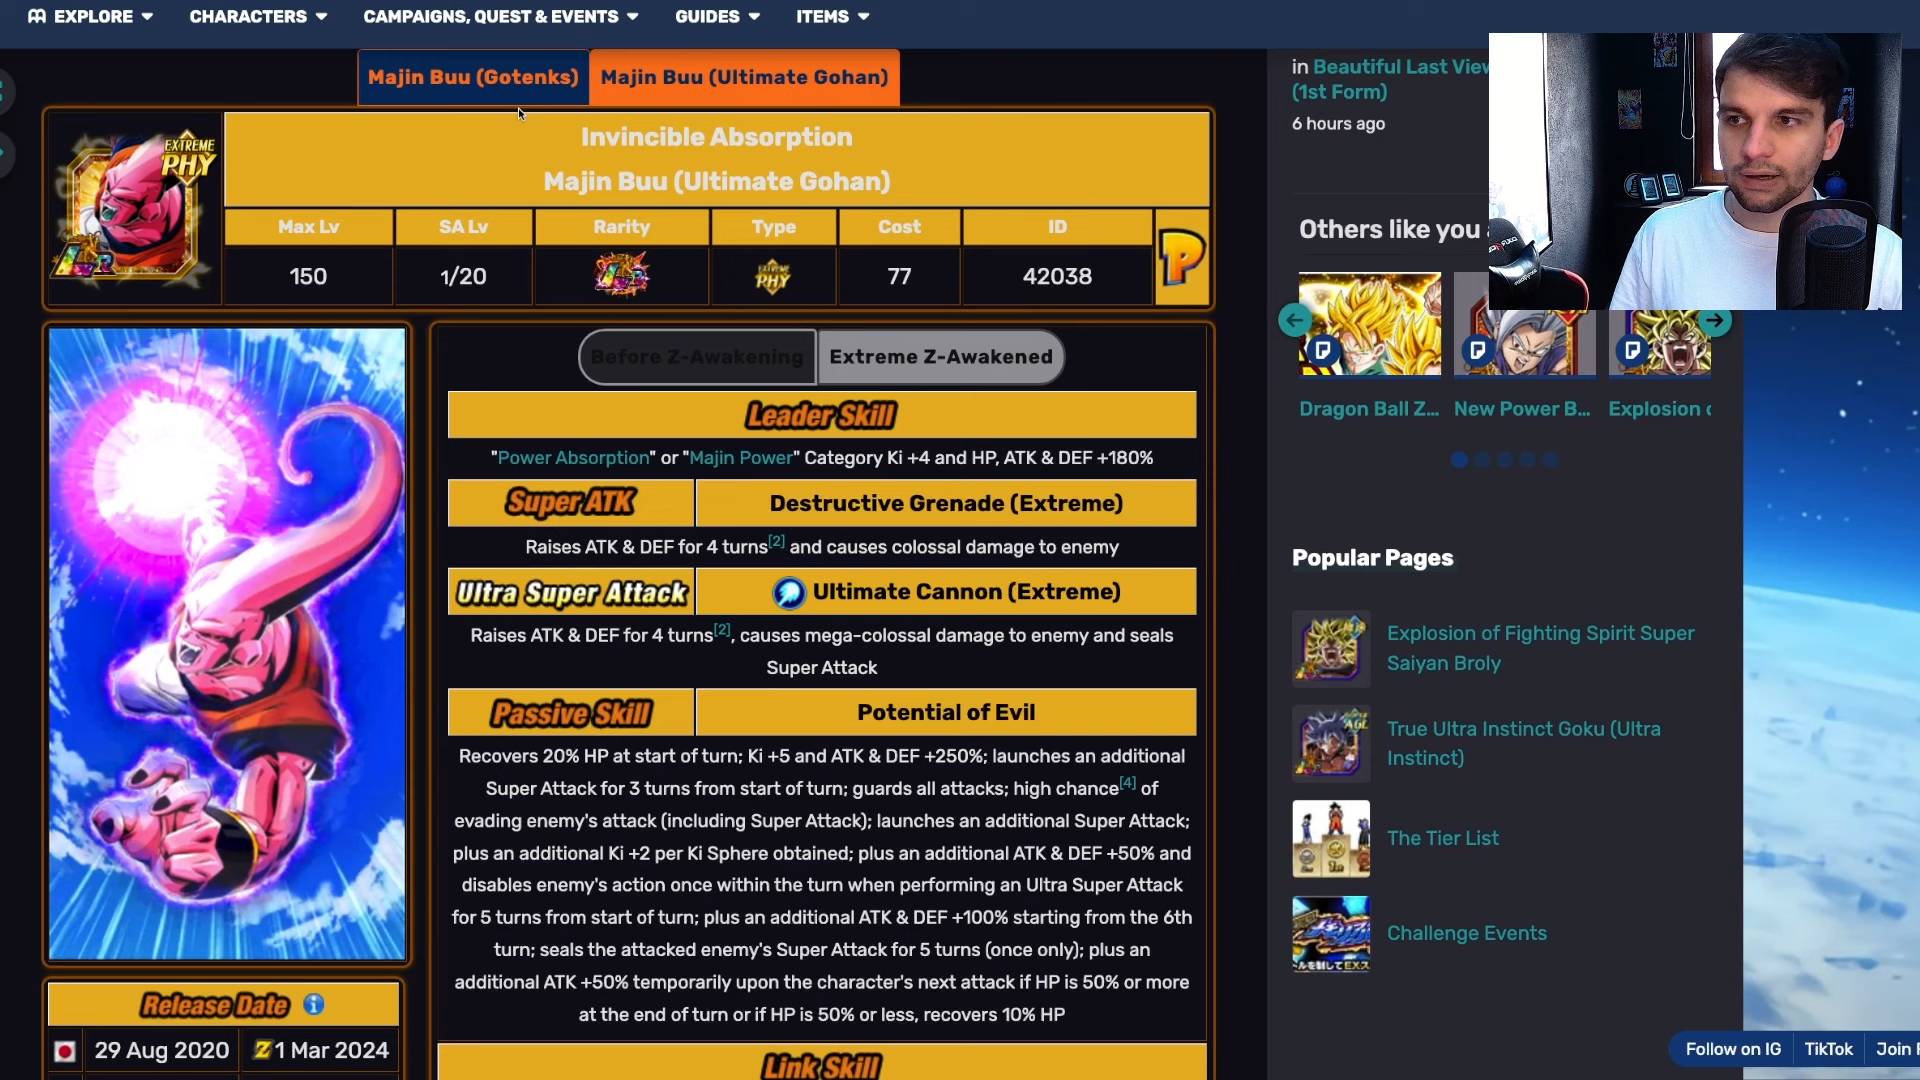 EXPLORE
CHARACTERS
CAMPAIGNS, QUEST & EVENTS
GUIDES
ITEMS
Majin Buu (Gotenks)
Majin Buu (Ultimate Gohan)
EXTREME
PHY
LR
Invincible Absorption
Majin Buu (Ultimate Gohan)
Max Lv
SA Lv
Rarity
Type
Cost
ID
150
1/20
LR
EXTREME
PHY
77
42038
P
Before Z-Awakening
Extreme Z-Awakened
Leader Skill
"Power Absorption" or "Majin Power" Category Ki +4 and HP, ATK & DEF +180%
Super ATK
Destructive Grenade (Extreme)
Raises ATK & DEF for 4 turns[2] and causes colossal damage to enemy
Ultra Super Attack
Ultimate Cannon (Extreme)
Raises ATK & DEF for 4 turns[2], causes mega-colossal damage to enemy and seals
Super Attack
Passive Skill
Potential of Evil
Recovers 20% HP at start of turn; Ki +5 and ATK & DEF +250%; launches an additional
Super Attack for 3 turns from start of turn; guards all attacks; high chance[4] of
evading enemy's attack (including Super Attack); launches an additional Super Attack;
plus an additional Ki +2 per Ki Sphere obtained; plus an additional ATK & DEF +50% and
disables enemy's action once within the turn when performing an Ultra Super Attack
for 5 turns from start of turn; plus an additional ATK & DEF +100% starting from the 6th
turn; seals the attacked enemy's Super Attack for 5 turns (once only); plus an
additional ATK +50% temporarily upon the character's next attack if HP is 50% or more
at the end of turn or if HP is 50% or less, recovers 10% HP
Link Skill
Release Date
29 Aug 2020
Z 1 Mar 2024
in Beautiful Last View
(1st Form)
6 hours ago
Others like you
Dragon Ball Z...
New Power B...
Explosion
Popular Pages
Explosion of Fighting Spirit Super
Saiyan Broly
True Ultra Instinct Goku (Ultra
Instinct)
The Tier List
Challenge Events
Follow on IG
TikTok
Join